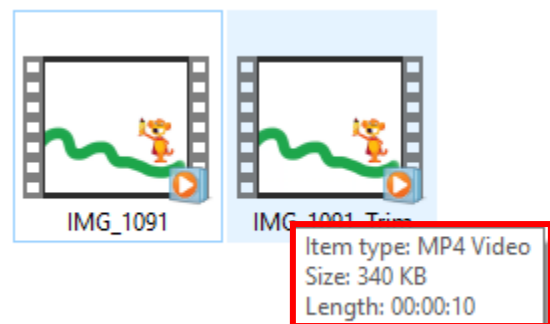 IMG_1091
IMG_1091_Trim
Item type: MP4 Video
Size: 340 KB
Length: 00:00:10